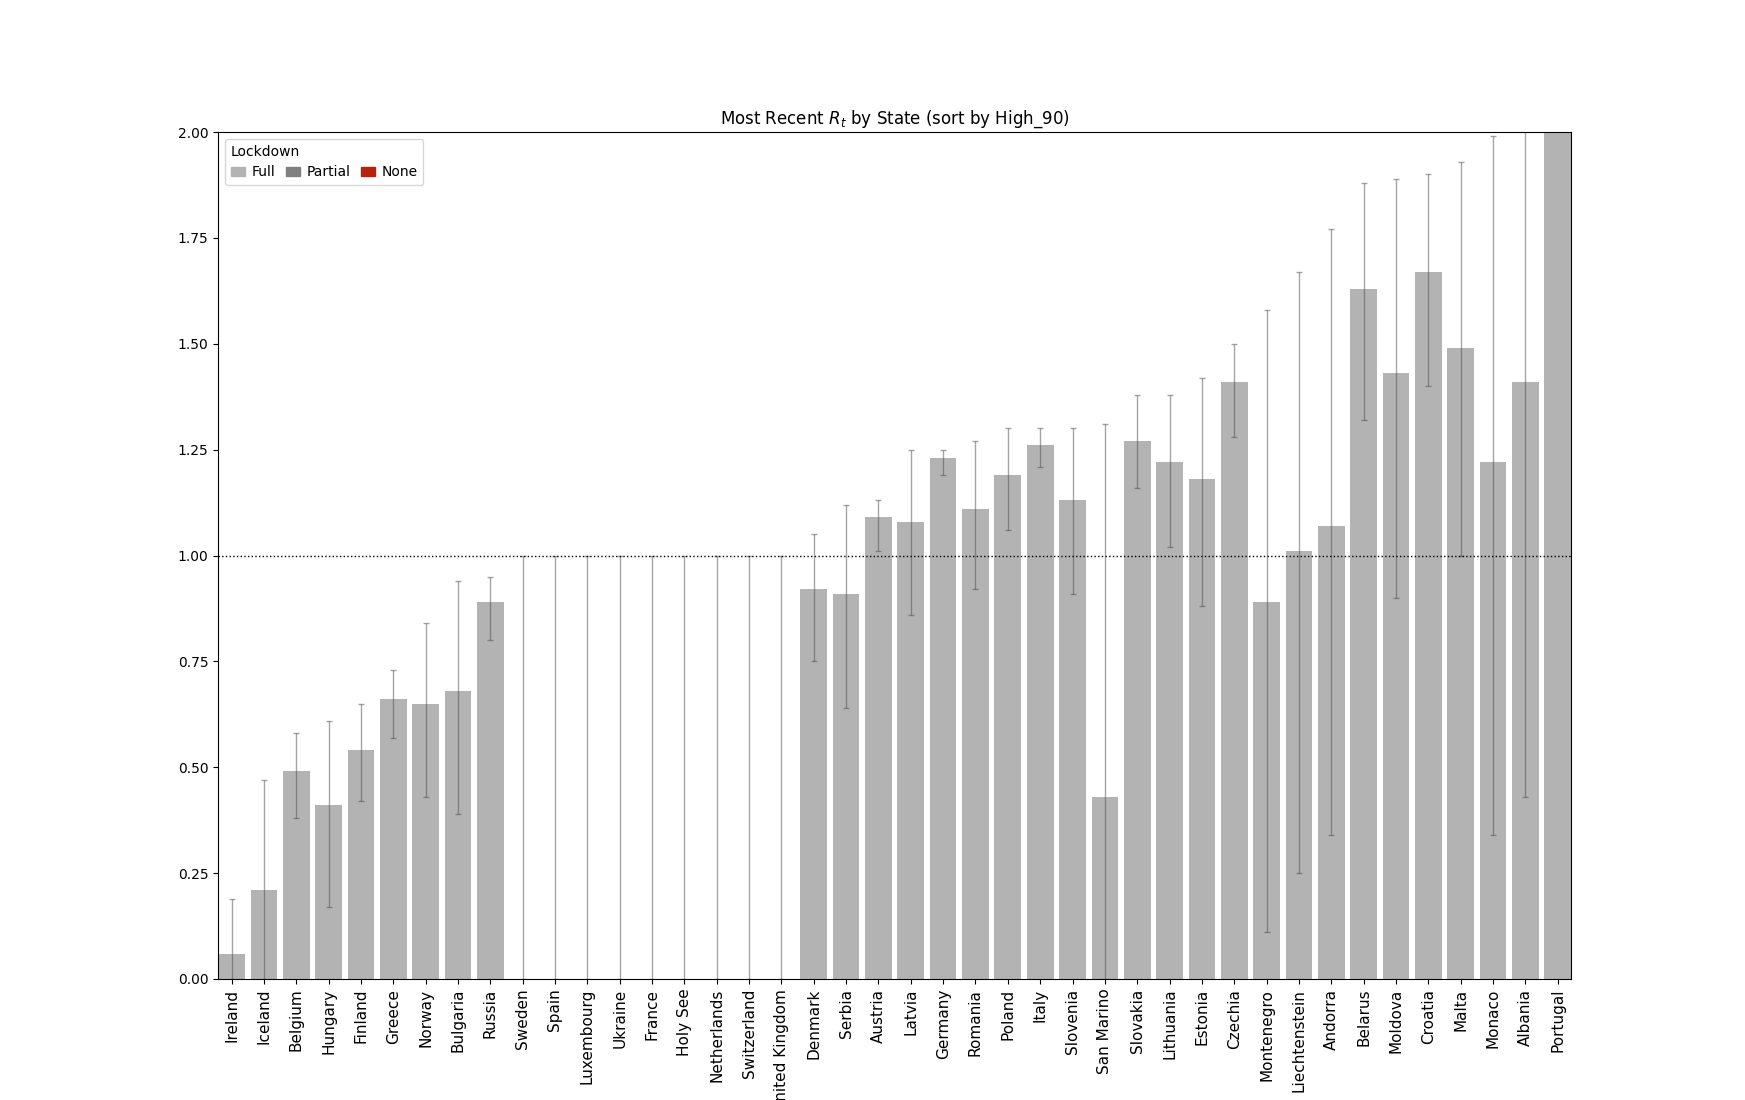 Most Recent R_t by State (sort by High_90)
2.00
1.75
1.50
1.25
1.00
0.75
0.50
0.25
0.00
Lockdown
Full Partial None
Ireland
Iceland
Belgium
Hungary
Finland
Greece
Norway
Bulgaria
Russia
Sweden
Spain
Luxembourg
Ukraine
France
Holy See
Netherlands
Switzerland
nited Kingdom
Denmark
Serbia
Austria
Latvia
Germany
Romania
Poland
Italy
Slovenia
San Marino
Slovakia
Lithuania
Estonia
Czechia
Montenegro
Liechtenstein
Andorra
Belarus
Moldova
Croatia
Malta
Monaco
Albania
Portugal